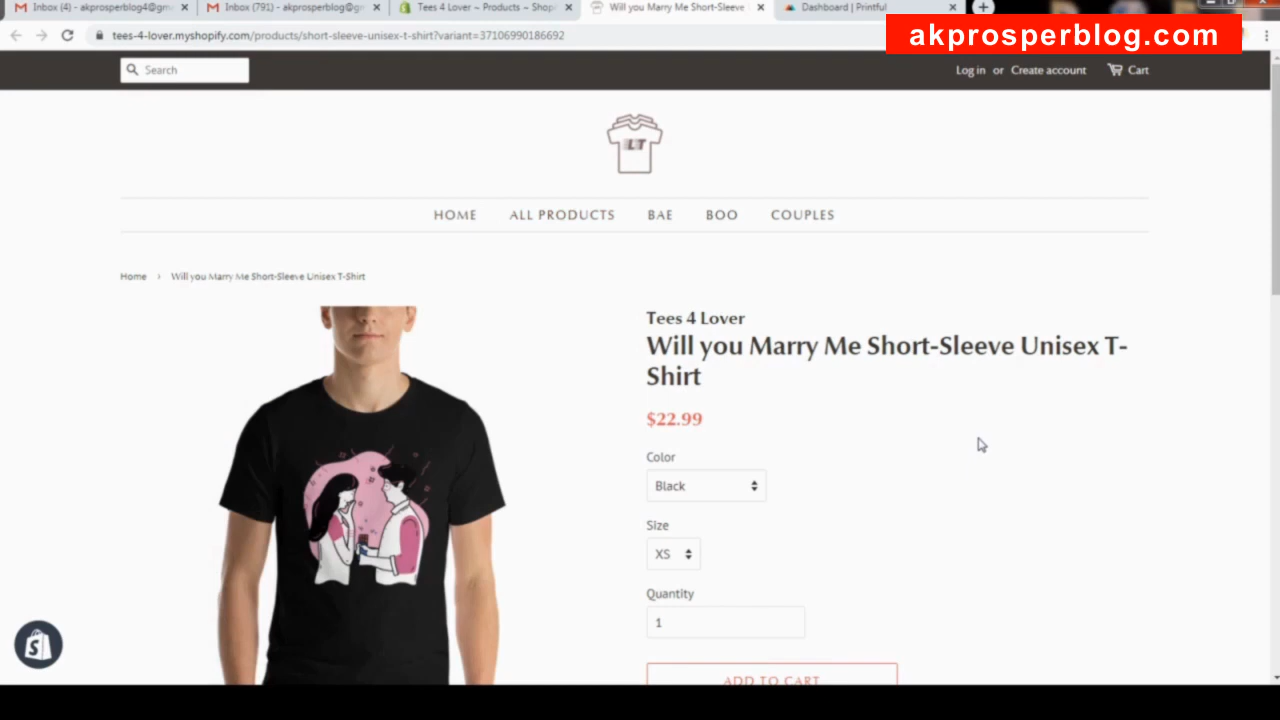 Inbox (4) - akprosperblog4@gm
Inbox (791) - akprosperblog@gr
Tees 4 Lover ~ Products ~ Shopi
Will you Marry Me Short-Sleeve
Dashboard | Printful
akprosperblog.com
tees-4-lover.myshopify.com/products/short-sleeve-unisex-t-shirt?variant=37106990186692
Search
Log in or Create account
Cart
LT
HOME
ALL PRODUCTS
BAE
BOO
COUPLES
Home › Will you Marry Me Short-Sleeve Unisex T-Shirt
Tees 4 Lover
Will you Marry Me Short-Sleeve Unisex T-
Shirt
$22.99
Color
Black
Size
XS
Quantity
1
ADD TO CART